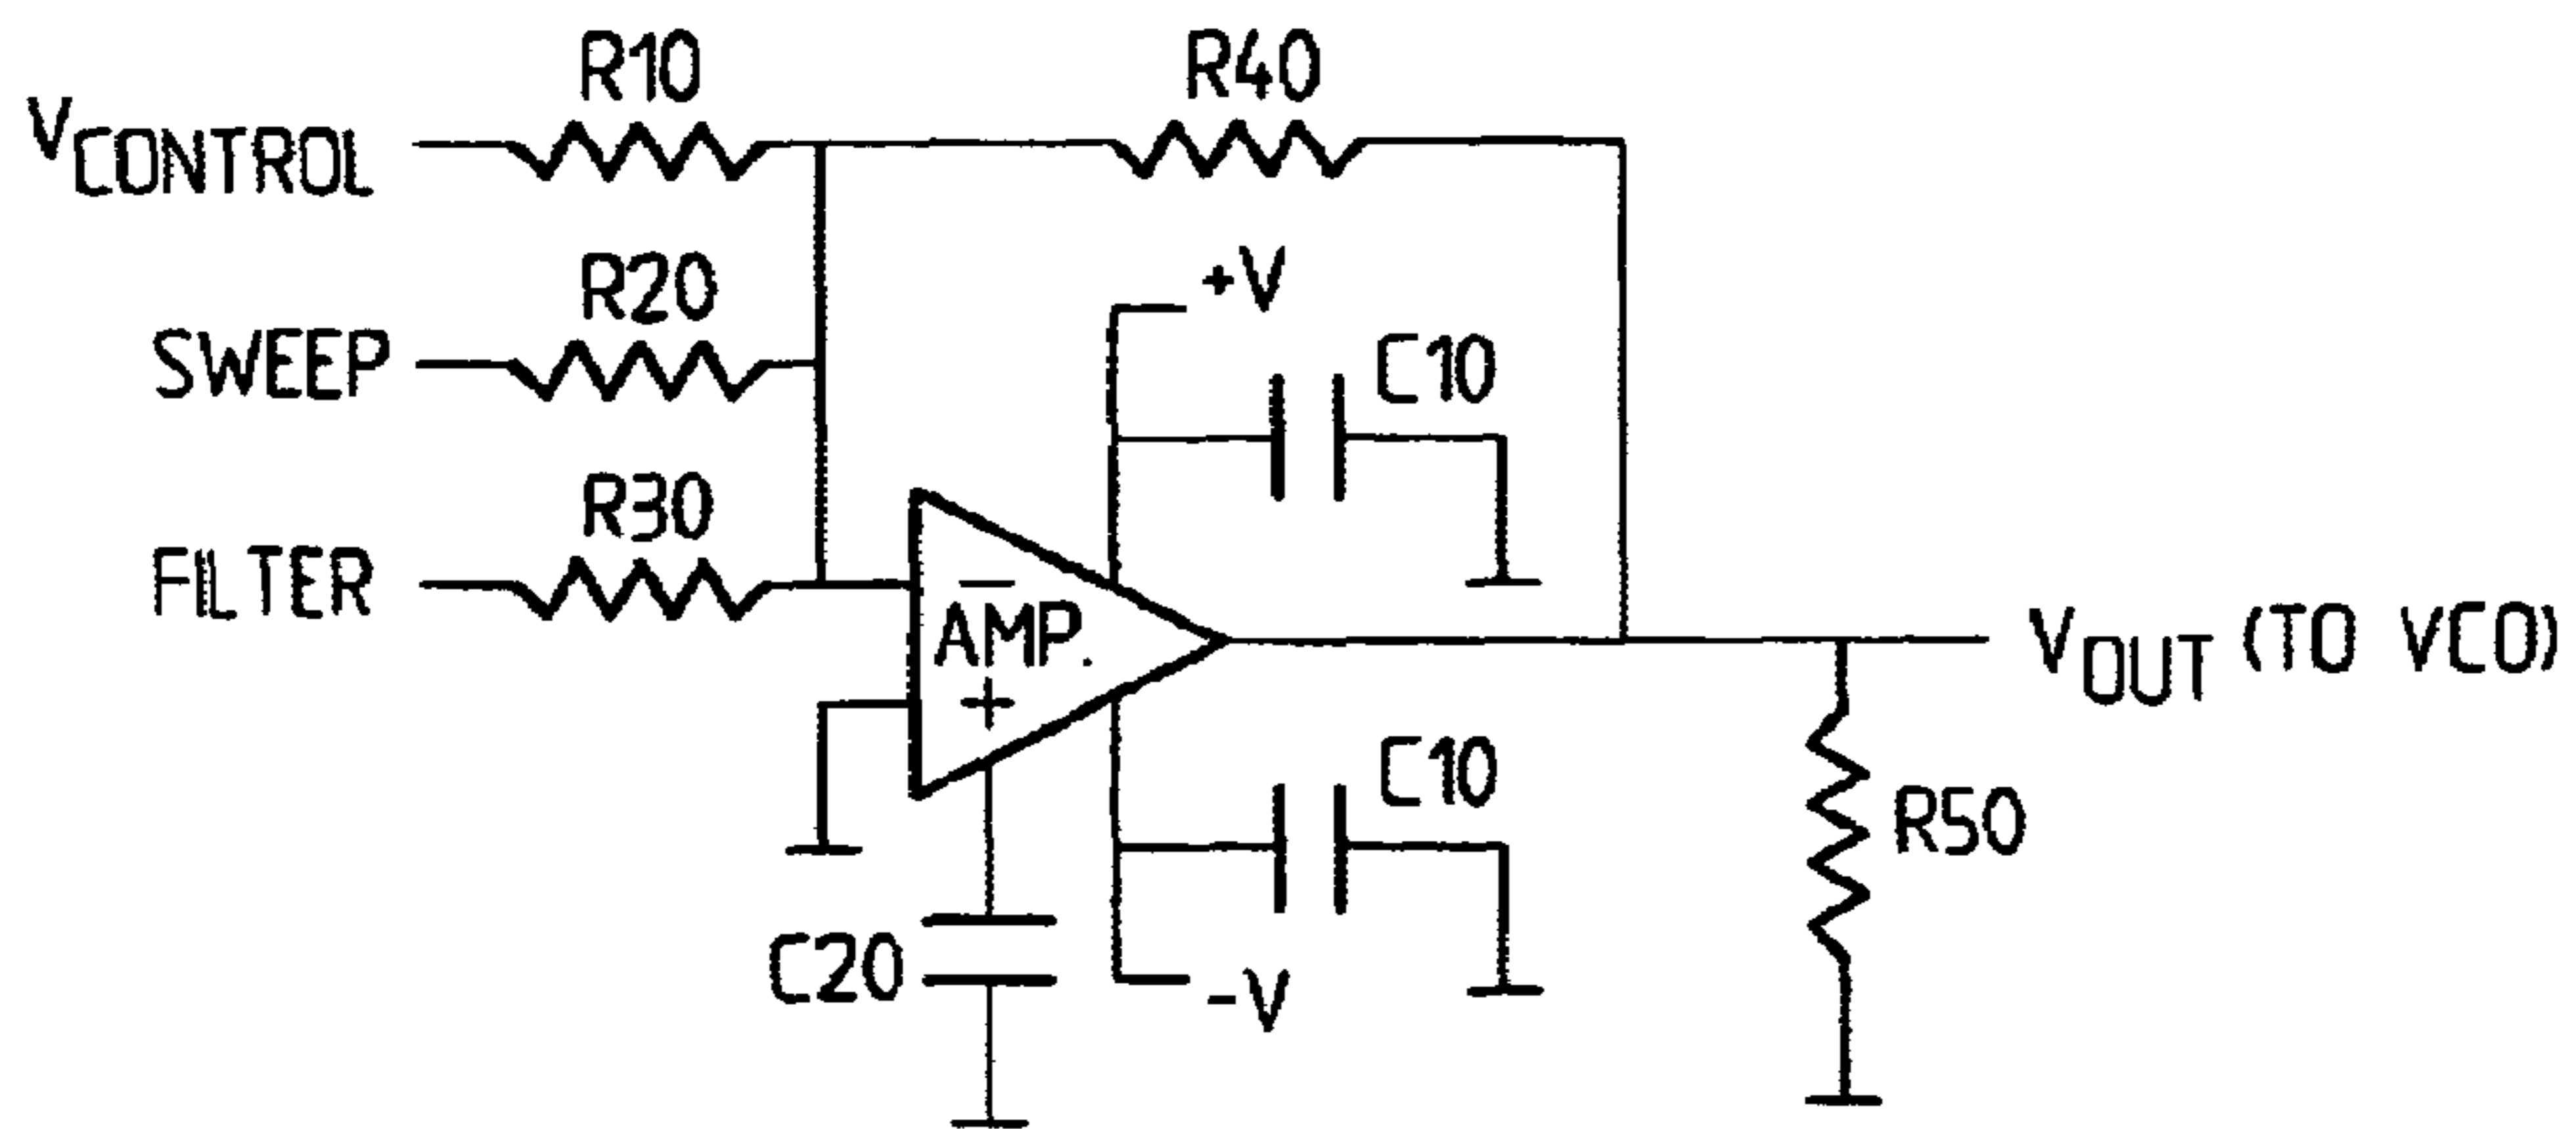 R10
R40
VCONTROL
R20
+V
SWEEP
C10
R30
FILTER
−
AMP.
+
VOUT (TO VCO)
C10
R50
C20
-V